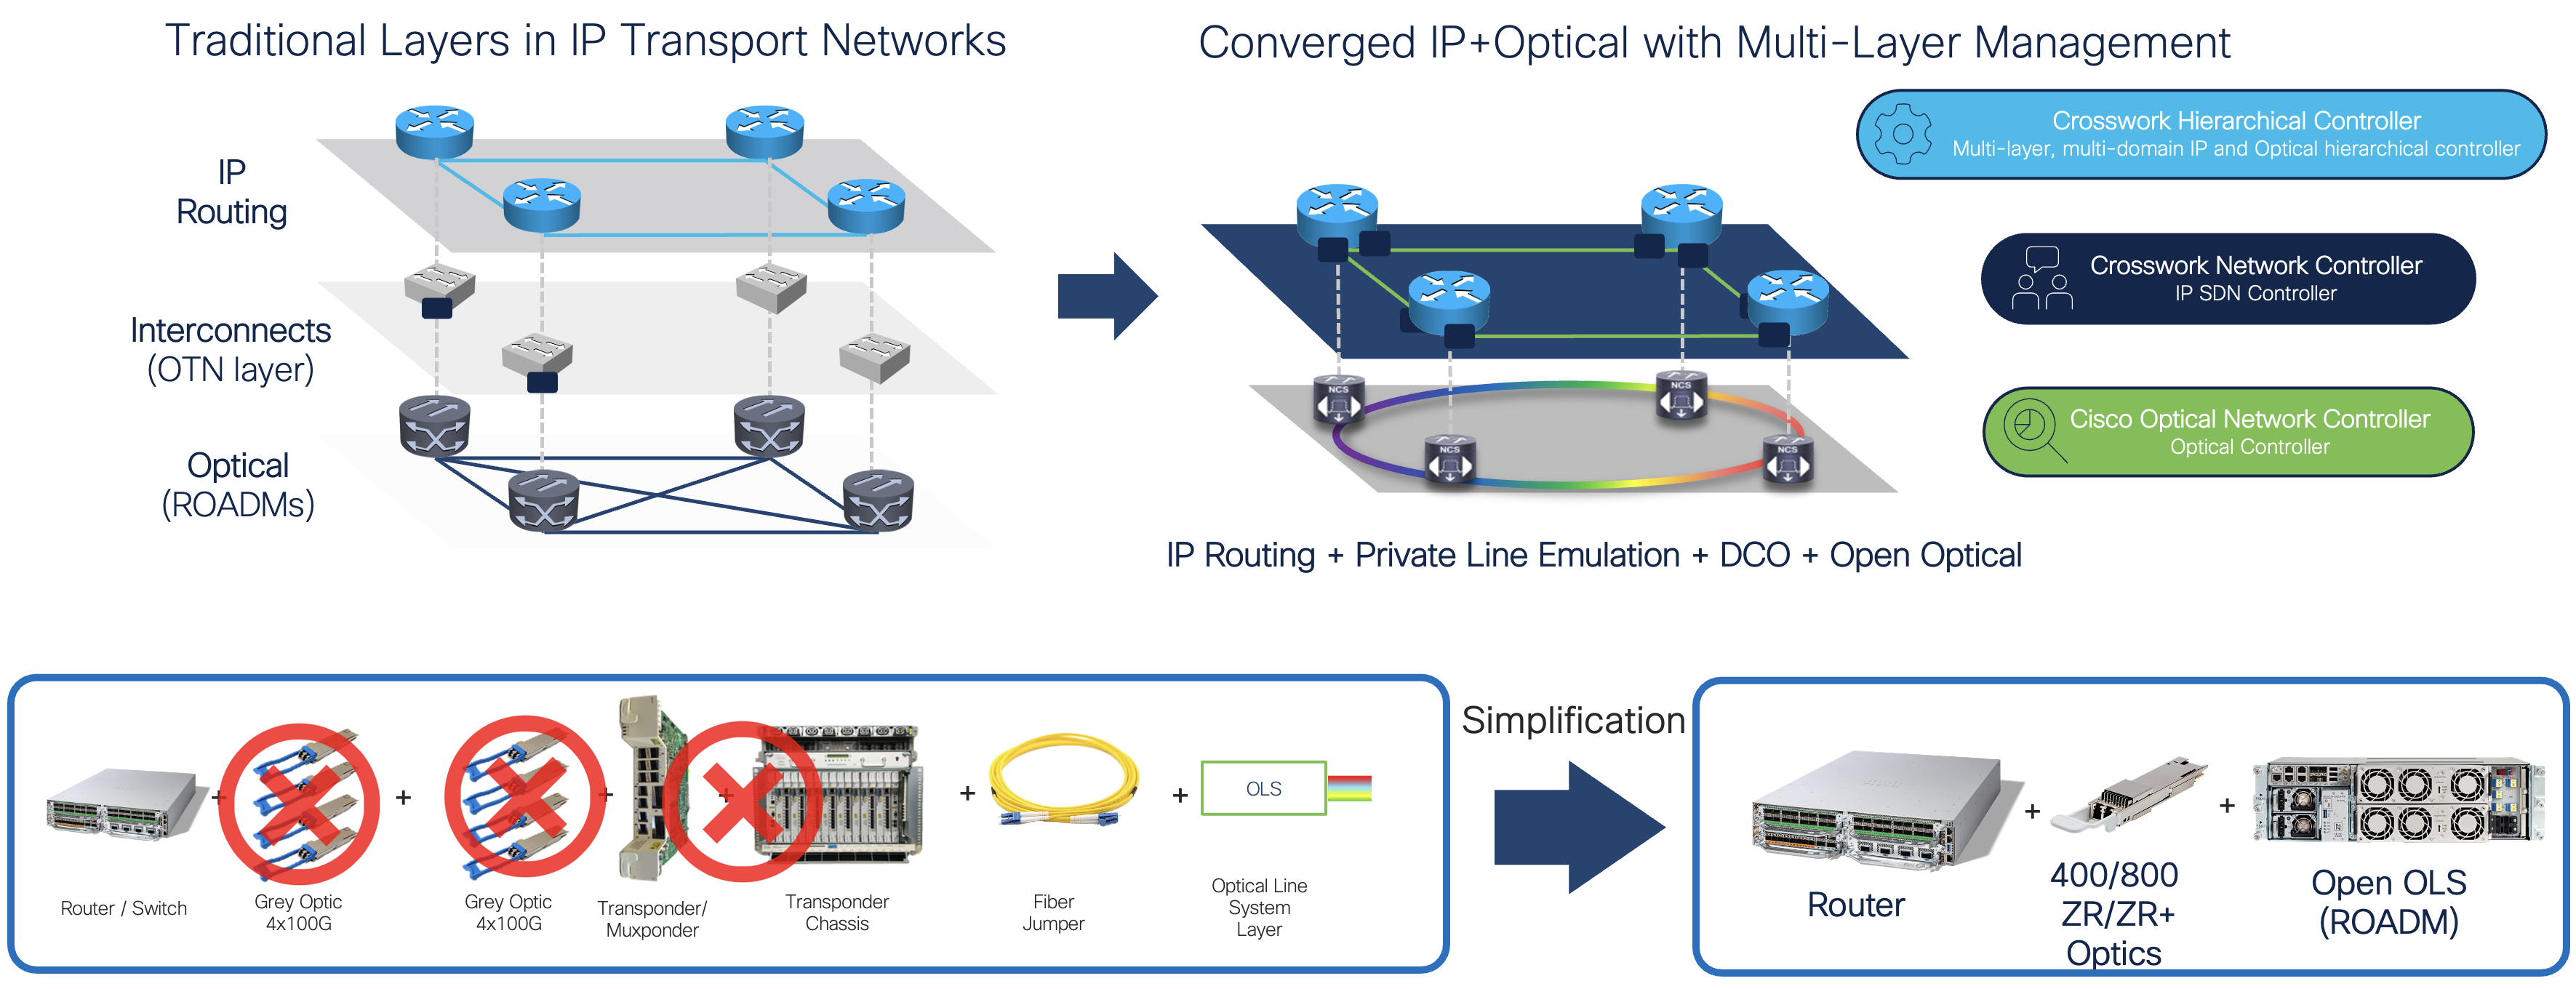 Traditional Layers in IP Transport Networks
Converged IP+Optical with Multi-Layer Management
IP
Routing
Interconnects
(OTN layer)
Optical
(ROADMs)
Crosswork Hierarchical Controller
Multi-layer, multi-domain IP and Optical hierarchical controller
Crosswork Network Controller
IP SDN Controller
Cisco Optical Network Controller
Optical Controller
NCS
NCS
NCS
NCS
IP Routing + Private Line Emulation + DCO + Open Optical
Router / Switch
+
Grey Optic
4x100G
+
Grey Optic
4x100G
+
Transponder/
Muxponder
+
Transponder
Chassis
+
Fiber
Jumper
+
OLS
Optical Line
System
Layer
Simplification
Router
+
400/800
ZR/ZR+
Optics
+
Open OLS
(ROADM)